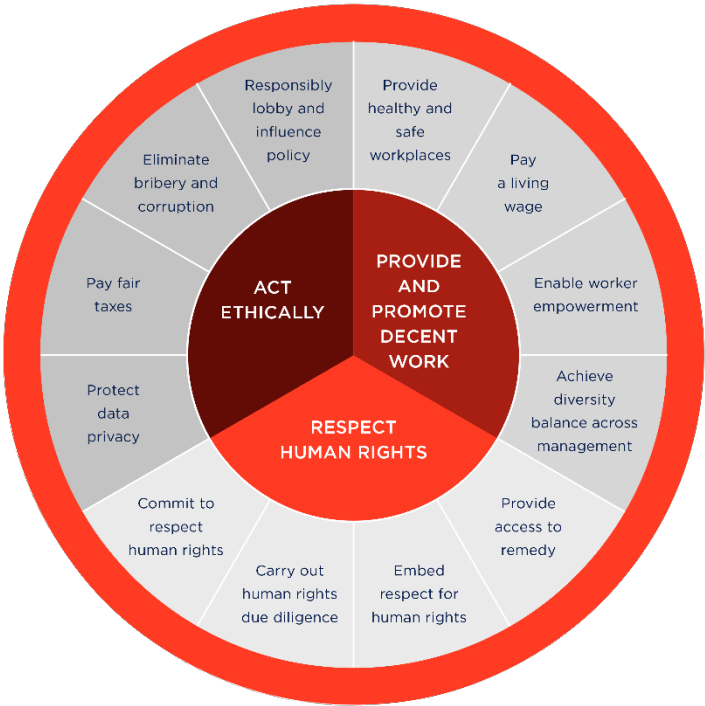 Responsibly
lobby and
influence
policy
Provide
healthy and
safe
workplaces
Eliminate
bribery and
corruption
Pay
a living
wage
Pay fair
taxes
ACT
ETHICALLY
PROVIDE
AND
PROMOTE
DECENT
WORK
Enable worker
empowerment
Protect
data
privacy
RESPECT
HUMAN RIGHTS
Achieve
diversity
balance across
management
Commit to
respect
human rights
Carry out
human rights
due diligence
Embed
respect for
human rights
Provide
access to
remedy